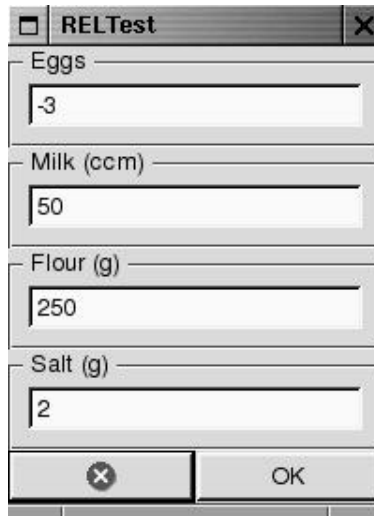 RELTest
Eggs
-3
Milk (ccm)
50
Flour (g)
250
Salt (g)
2
OK